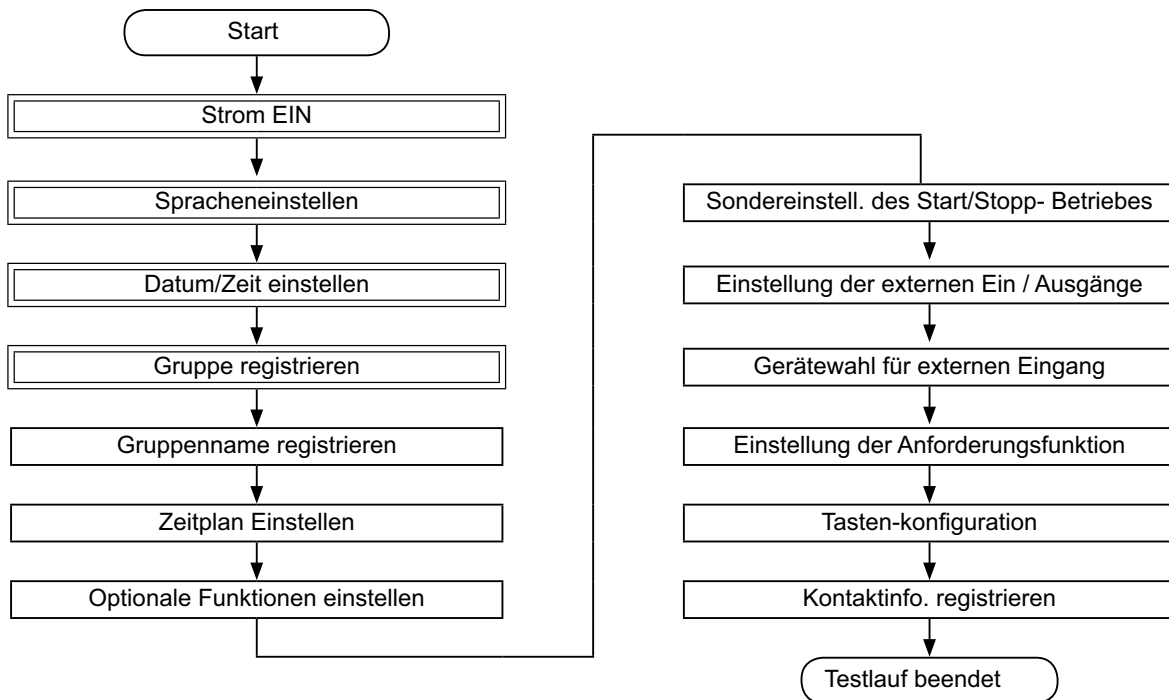 Start
Strom EIN
Spracheneinstellen
Datum/Zeit einstellen
Gruppe registrieren
Gruppenname registrieren
Zeitplan Einstellen
Optionale Funktionen einstellen
Sondereinstell. des Start/Stopp- Betriebes
Einstellung der externen Ein / Ausgänge
Gerätewahl für externen Eingang
Einstellung der Anforderungsfunktion
Tasten-konfiguration
Kontaktinfo. registrieren
Testlauf beendet